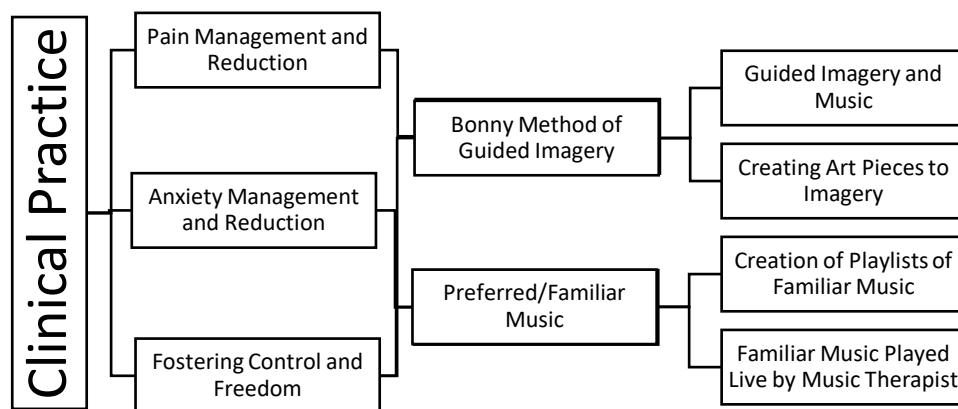 Clinical Practice
Pain Management and
Reduction
Anxiety Management
and Reduction
Fostering Control and
Freedom
Bonny Method of
Guided Imagery
Preferred/Familiar
Music
Guided Imagery and
Music
Creating Art Pieces to
Imagery
Creation of Playlists of
Familiar Music
Familiar Music Played
Live by Music Therapist